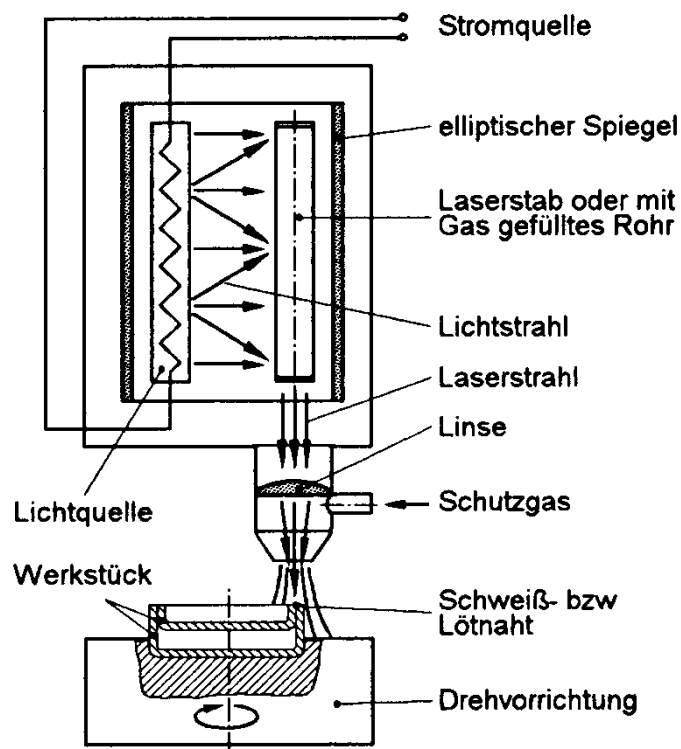 Stromquelle
elliptischer Spiegel
Laserstab oder mit
Gas gefülltes Rohr
Lichtstrahl
Laserstrahl
Linse
Schutzgas
Lichtquelle
Werkstück
Schweiß- bzw
Lötnaht
Drehvorrichtung